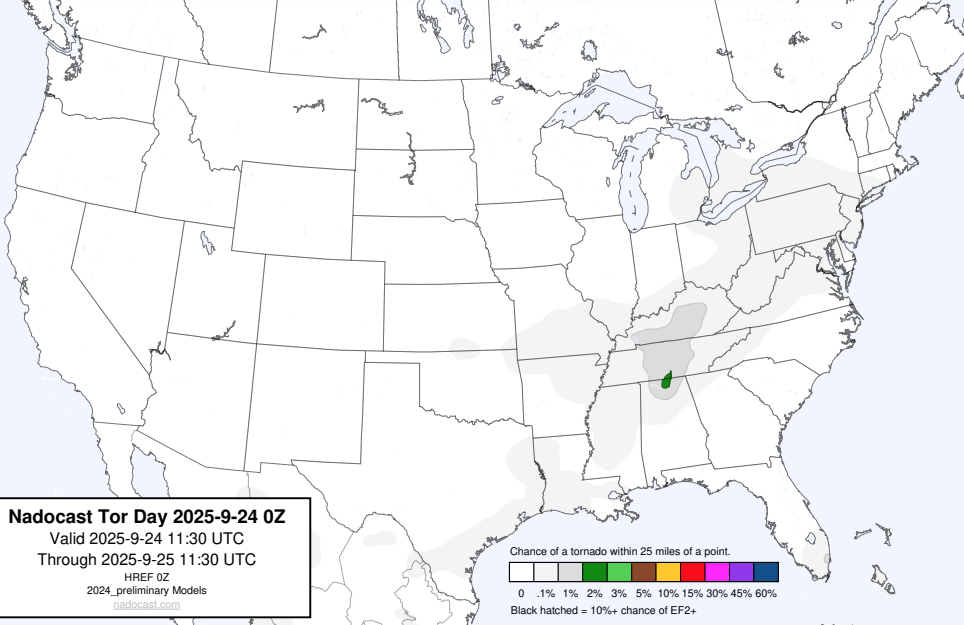 Nadocast Tor Day 2025-9-24 0Z
Valid 2025-9-24 11:30 UTC
Through 2025-9-25 11:30 UTC
HREF 0Z
2024_preliminary Models
nadocast.com
Chance of a tornado within 25 miles of a point.
0 .1% 1% 2% 3% 5% 10% 15% 30% 45% 60%
Black hatched = 10%+ chance of EF2+